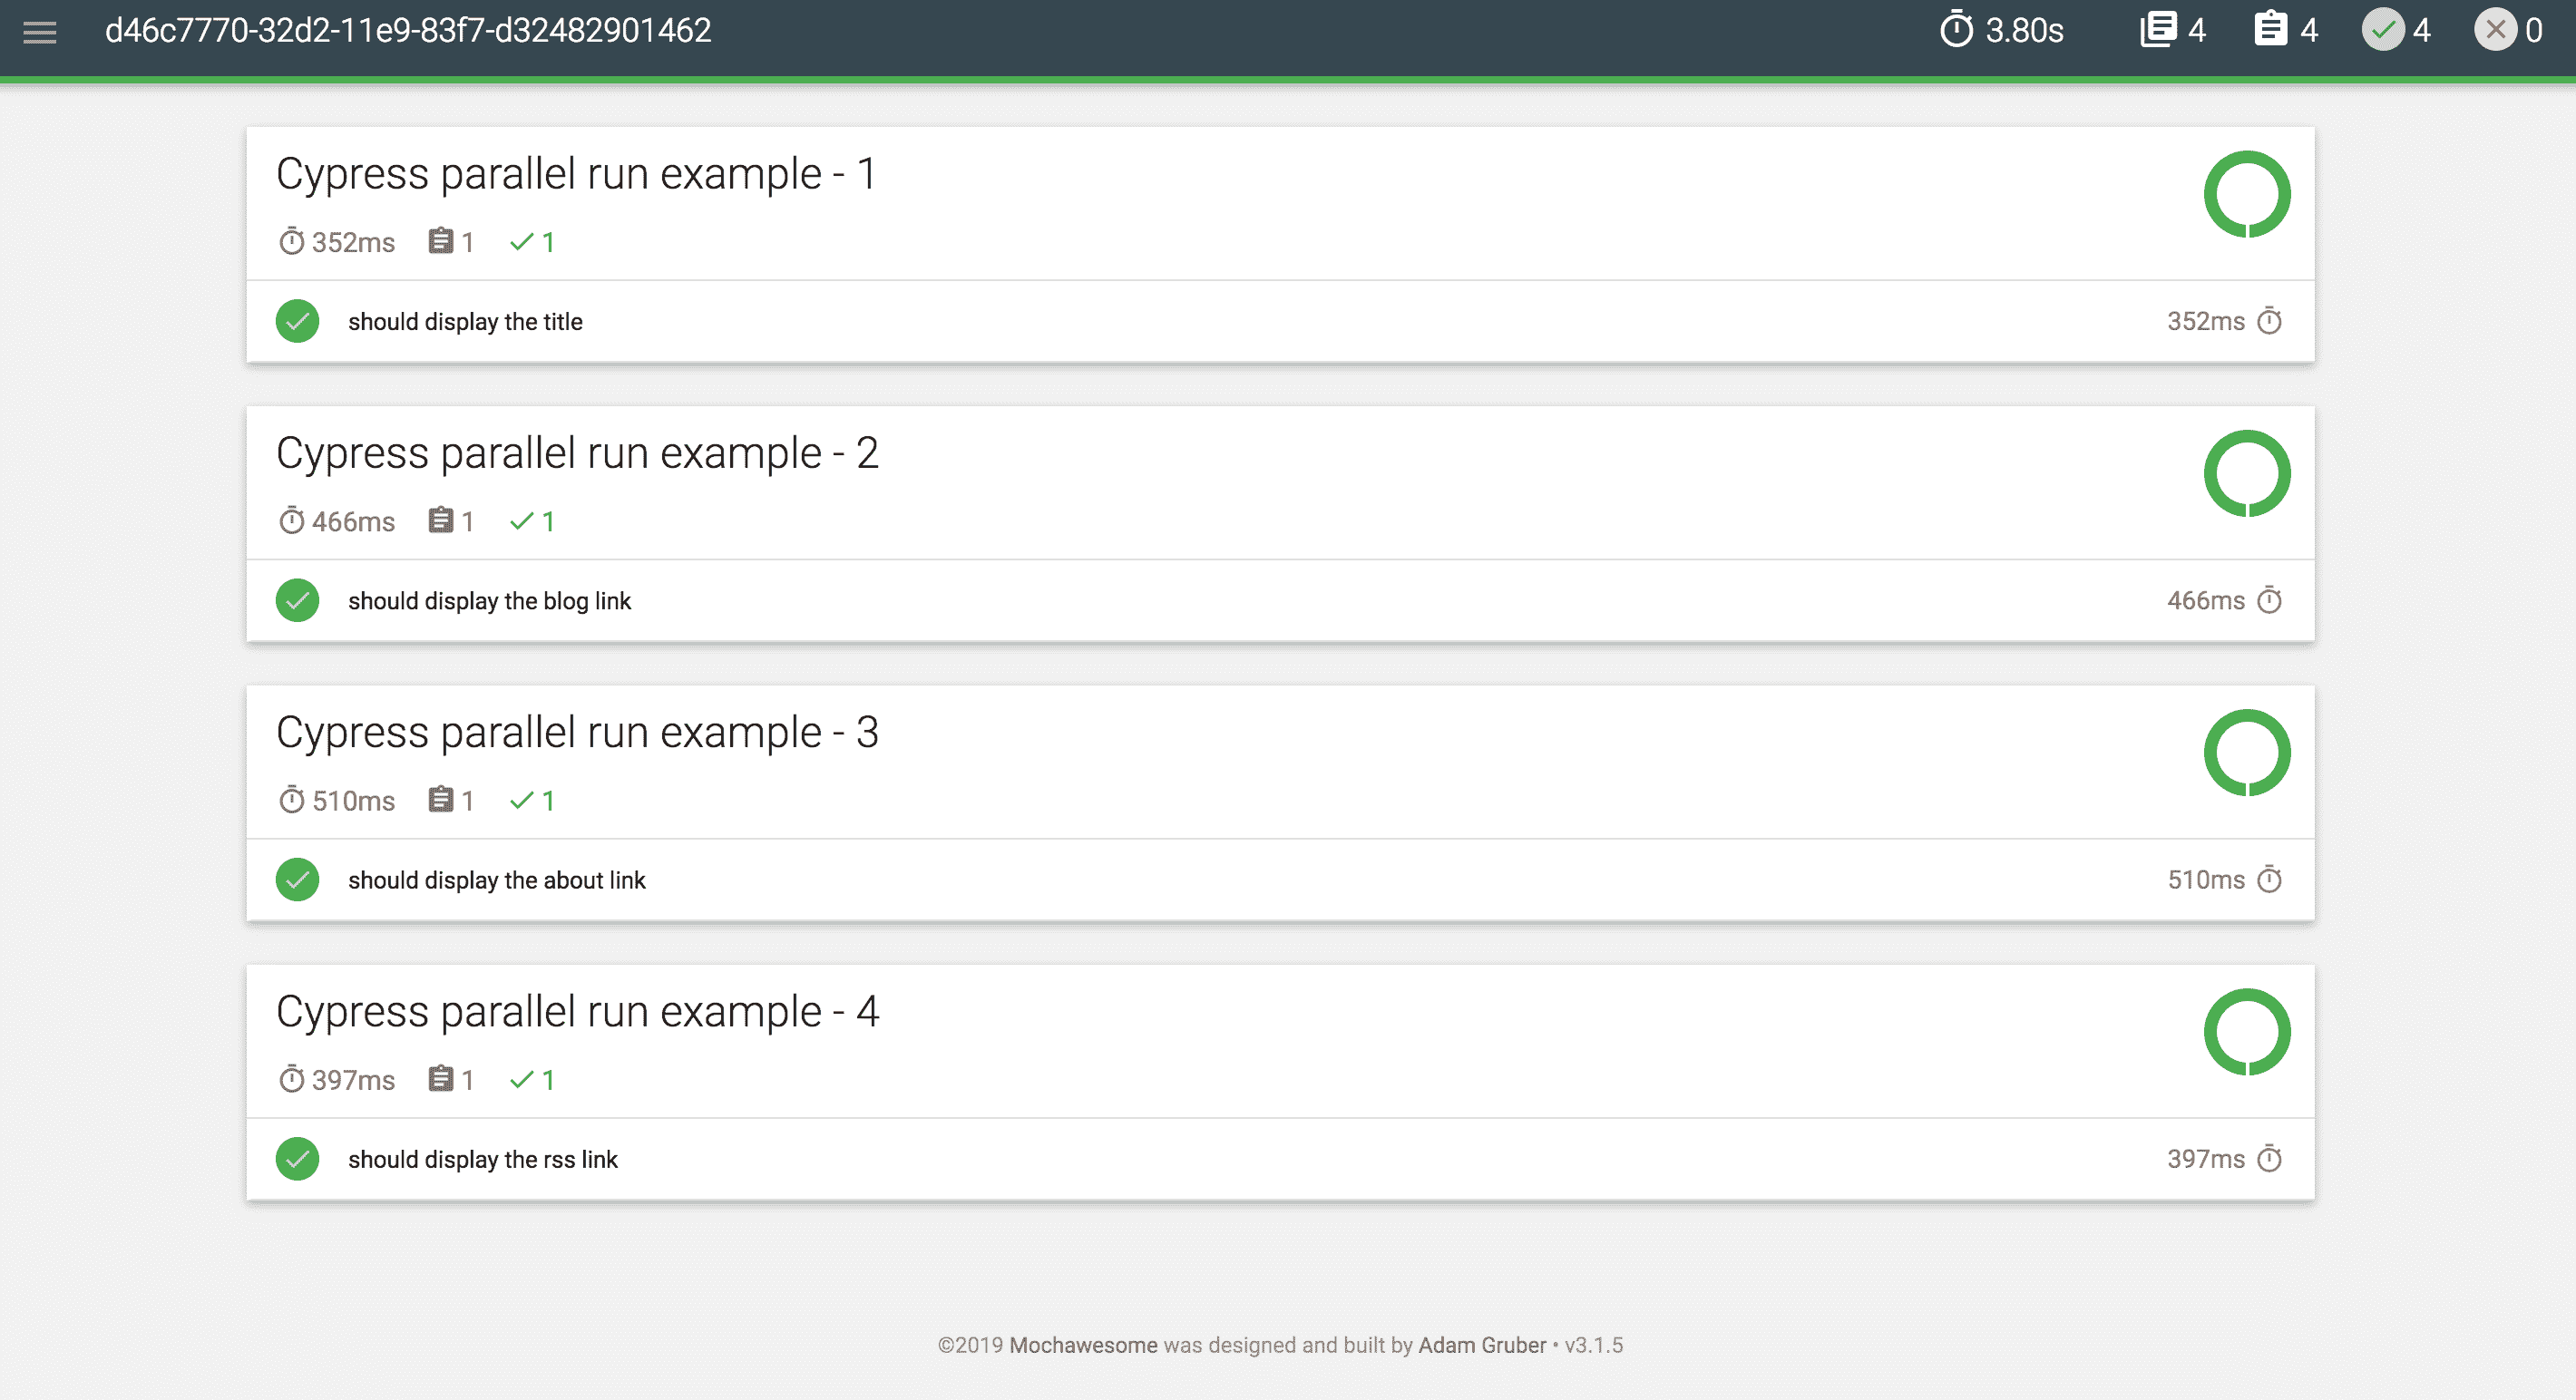 d46c7770-32d2-11e9-83f7-d32482901462 3.80s 4 4 4 0
Cypress parallel run example - 1
352ms 1 1
should display the title 352ms
Cypress parallel run example - 2
466ms 1 1
should display the blog link 466ms
Cypress parallel run example - 3
510ms 1 1
should display the about link 510ms
Cypress parallel run example - 4
397ms 1 1
should display the rss link 397ms
©2019 Mochawesome was designed and built by Adam Gruber • v3.1.5